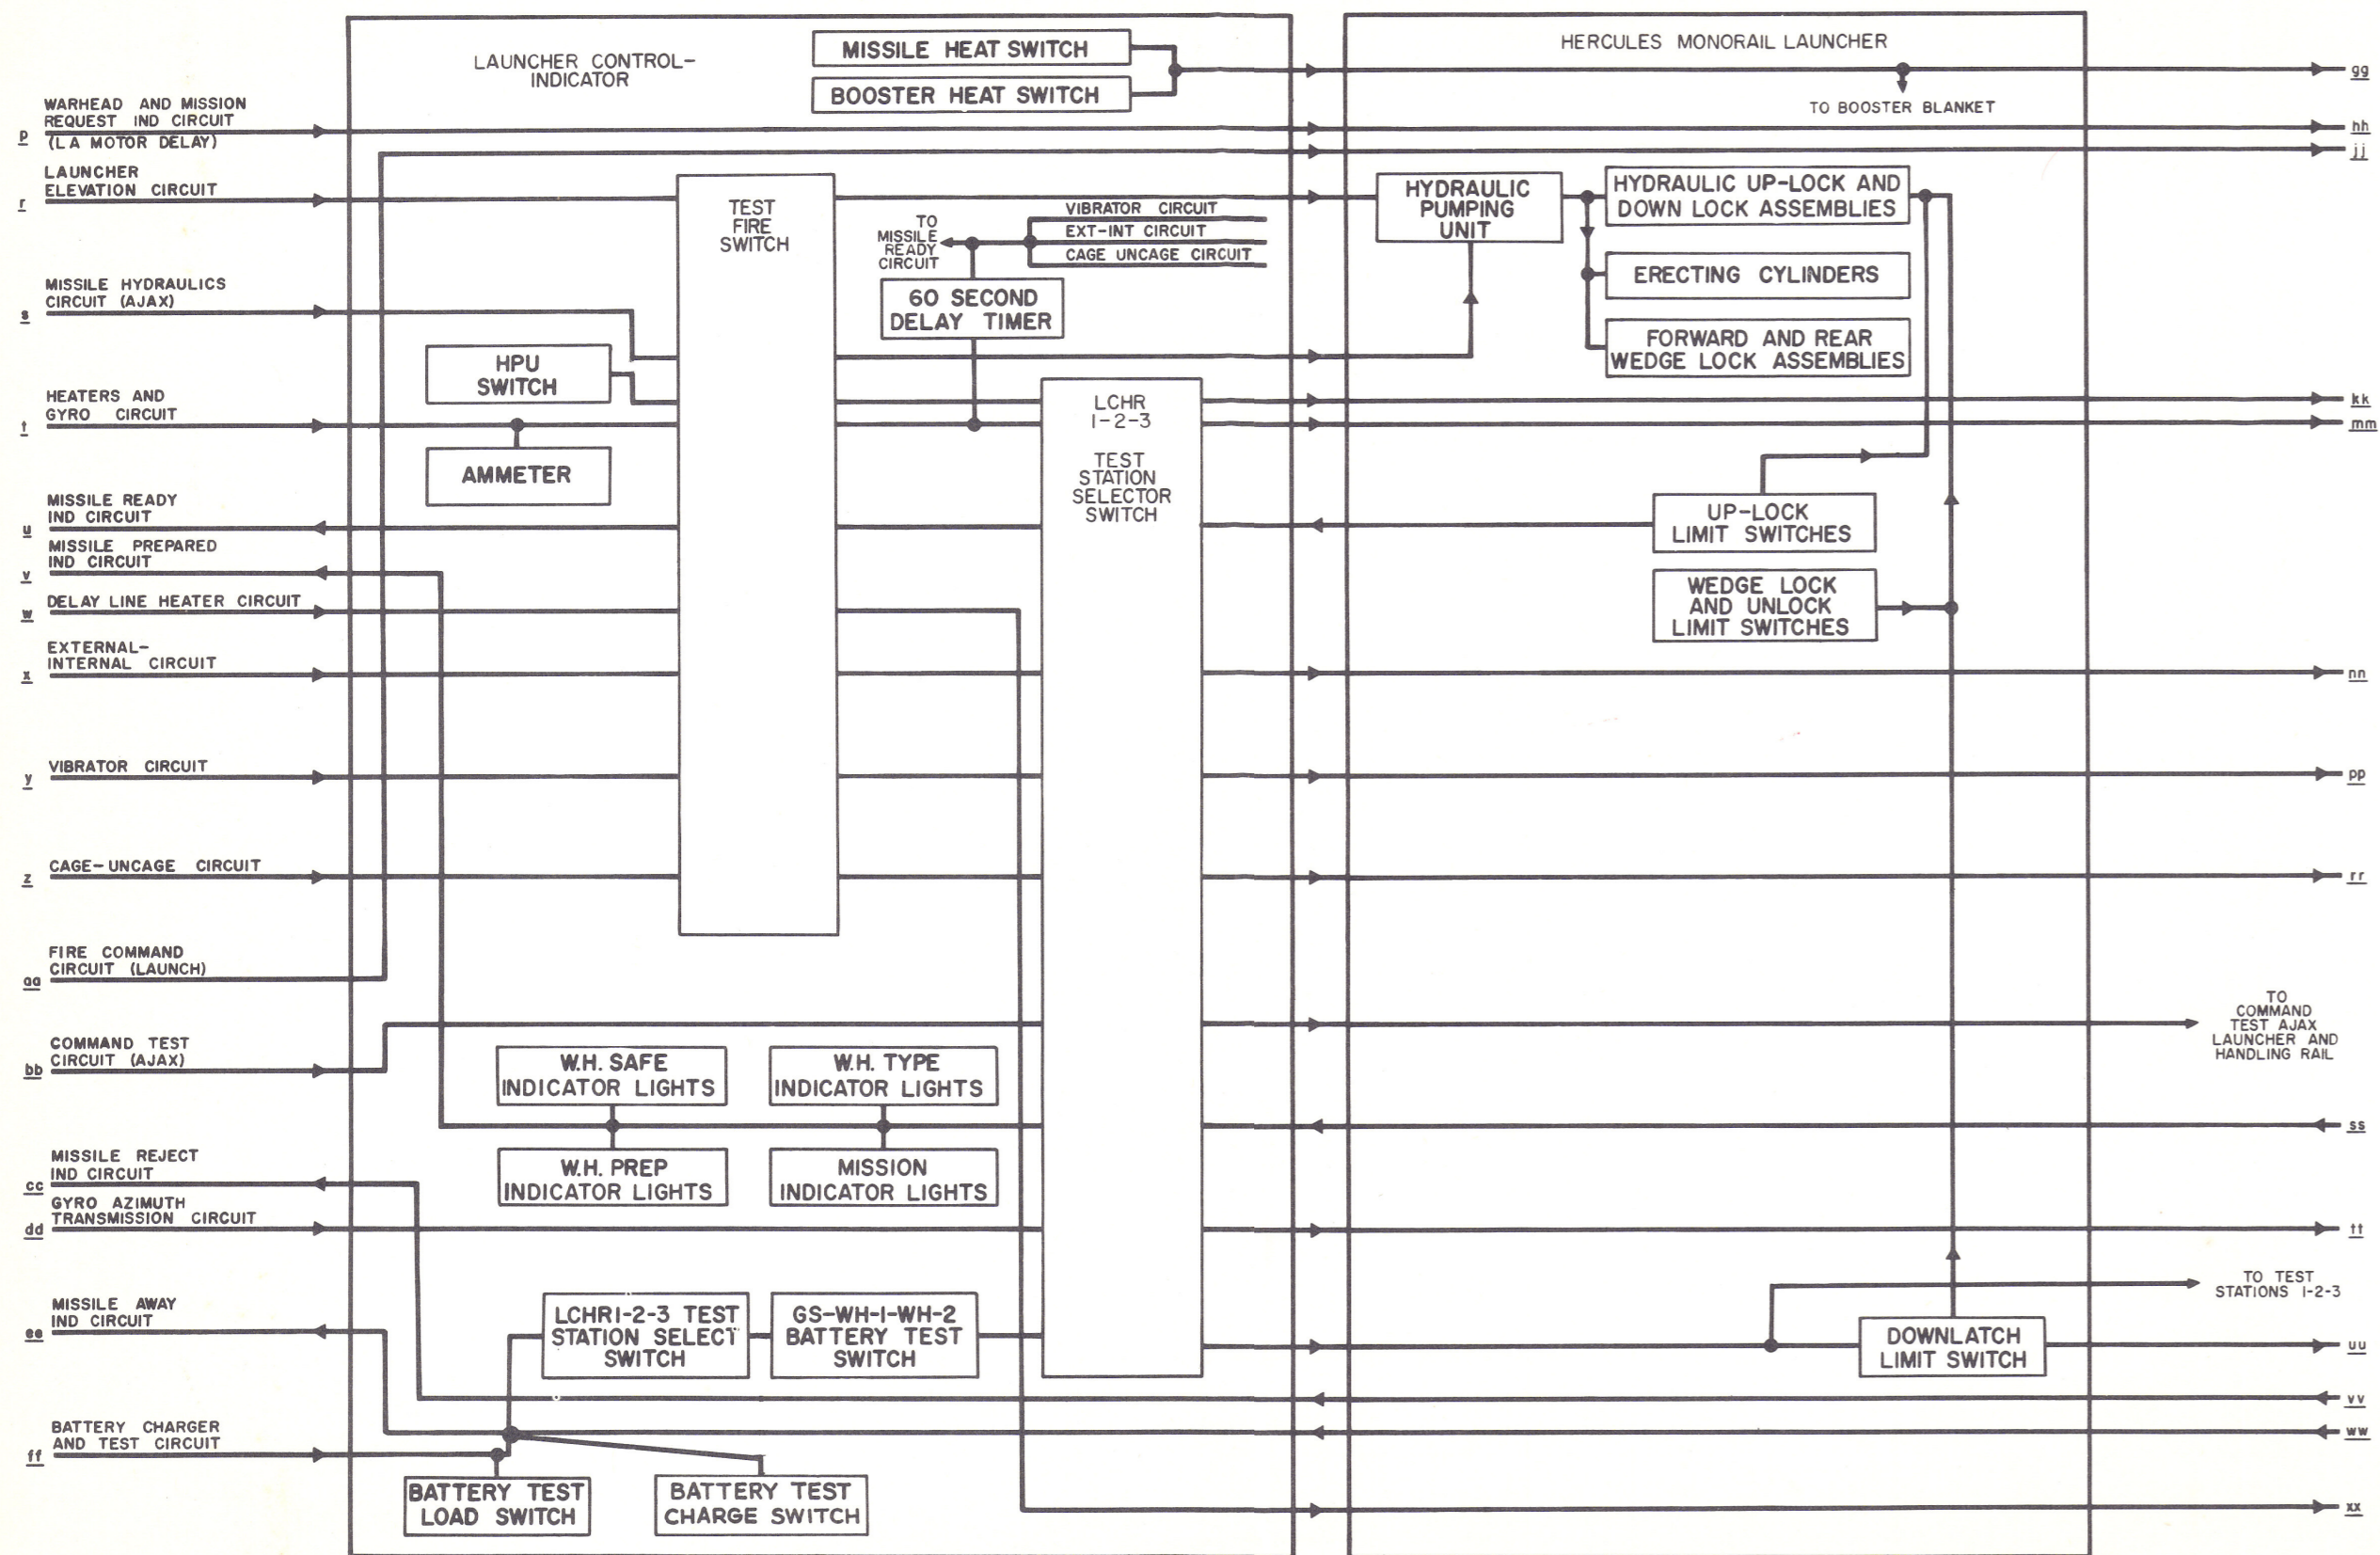 LAUNCHER CONTROL-
INDICATOR
MISSILE HEAT SWITCH
BOOSTER HEAT SWITCH
HERCULES MONORAIL LAUNCHER
gg
TO BOOSTER BLANKET
WARHEAD AND MISSION
REQUEST IND CIRCUIT
(LA MOTOR DELAY)
p
hh
jj
LAUNCHER
ELEVATION CIRCUIT
r
TEST
FIRE
SWITCH
TO
MISSILE
READY
CIRCUIT
VIBRATOR CIRCUIT
EXT-INT CIRCUIT
CAGE UNCAGE CIRCUIT
60 SECOND
DELAY TIMER
HYDRAULIC
PUMPING
UNIT
HYDRAULIC UP-LOCK AND
DOWN LOCK ASSEMBLIES
ERECTING CYLINDERS
FORWARD AND REAR
WEDGE LOCK ASSEMBLIES
MISSILE HYDRAULICS
CIRCUIT (AJAX)
s
HPU
SWITCH
HEATERS AND
GYRO CIRCUIT
t
AMMETER
LCHR
1-2-3
TEST
STATION
SELECTOR
SWITCH
kk
mm
MISSILE READY
IND CIRCUIT
u
UP-LOCK
LIMIT SWITCHES
MISSILE PREPARED
IND CIRCUIT
v
WEDGE LOCK
AND UNLOCK
LIMIT SWITCHES
DELAY LINE HEATER CIRCUIT
w
EXTERNAL-
INTERNAL CIRCUIT
x
nn
VIBRATOR CIRCUIT
y
pp
CAGE-UNCAGE CIRCUIT
z
rr
FIRE COMMAND
CIRCUIT (LAUNCH)
aa
TO
COMMAND
TEST AJAX
LAUNCHER AND
HANDLING RAIL
COMMAND TEST
CIRCUIT (AJAX)
bb
W.H. SAFE
INDICATOR LIGHTS
W.H. TYPE
INDICATOR LIGHTS
ss
W.H. PREP
INDICATOR LIGHTS
MISSION
INDICATOR LIGHTS
MISSILE REJECT
IND CIRCUIT
cc
GYRO AZIMUTH
TRANSMISSION CIRCUIT
dd
tt
TO TEST
STATIONS 1-2-3
MISSILE AWAY
IND CIRCUIT
ee
LCHR1-2-3 TEST
STATION SELECT
SWITCH
GS-WH-1-WH-2
BATTERY TEST
SWITCH
DOWNLATCH
LIMIT SWITCH
uu
vv
ww
BATTERY CHARGER
AND TEST CIRCUIT
ff
BATTERY TEST
LOAD SWITCH
BATTERY TEST
CHARGE SWITCH
xx